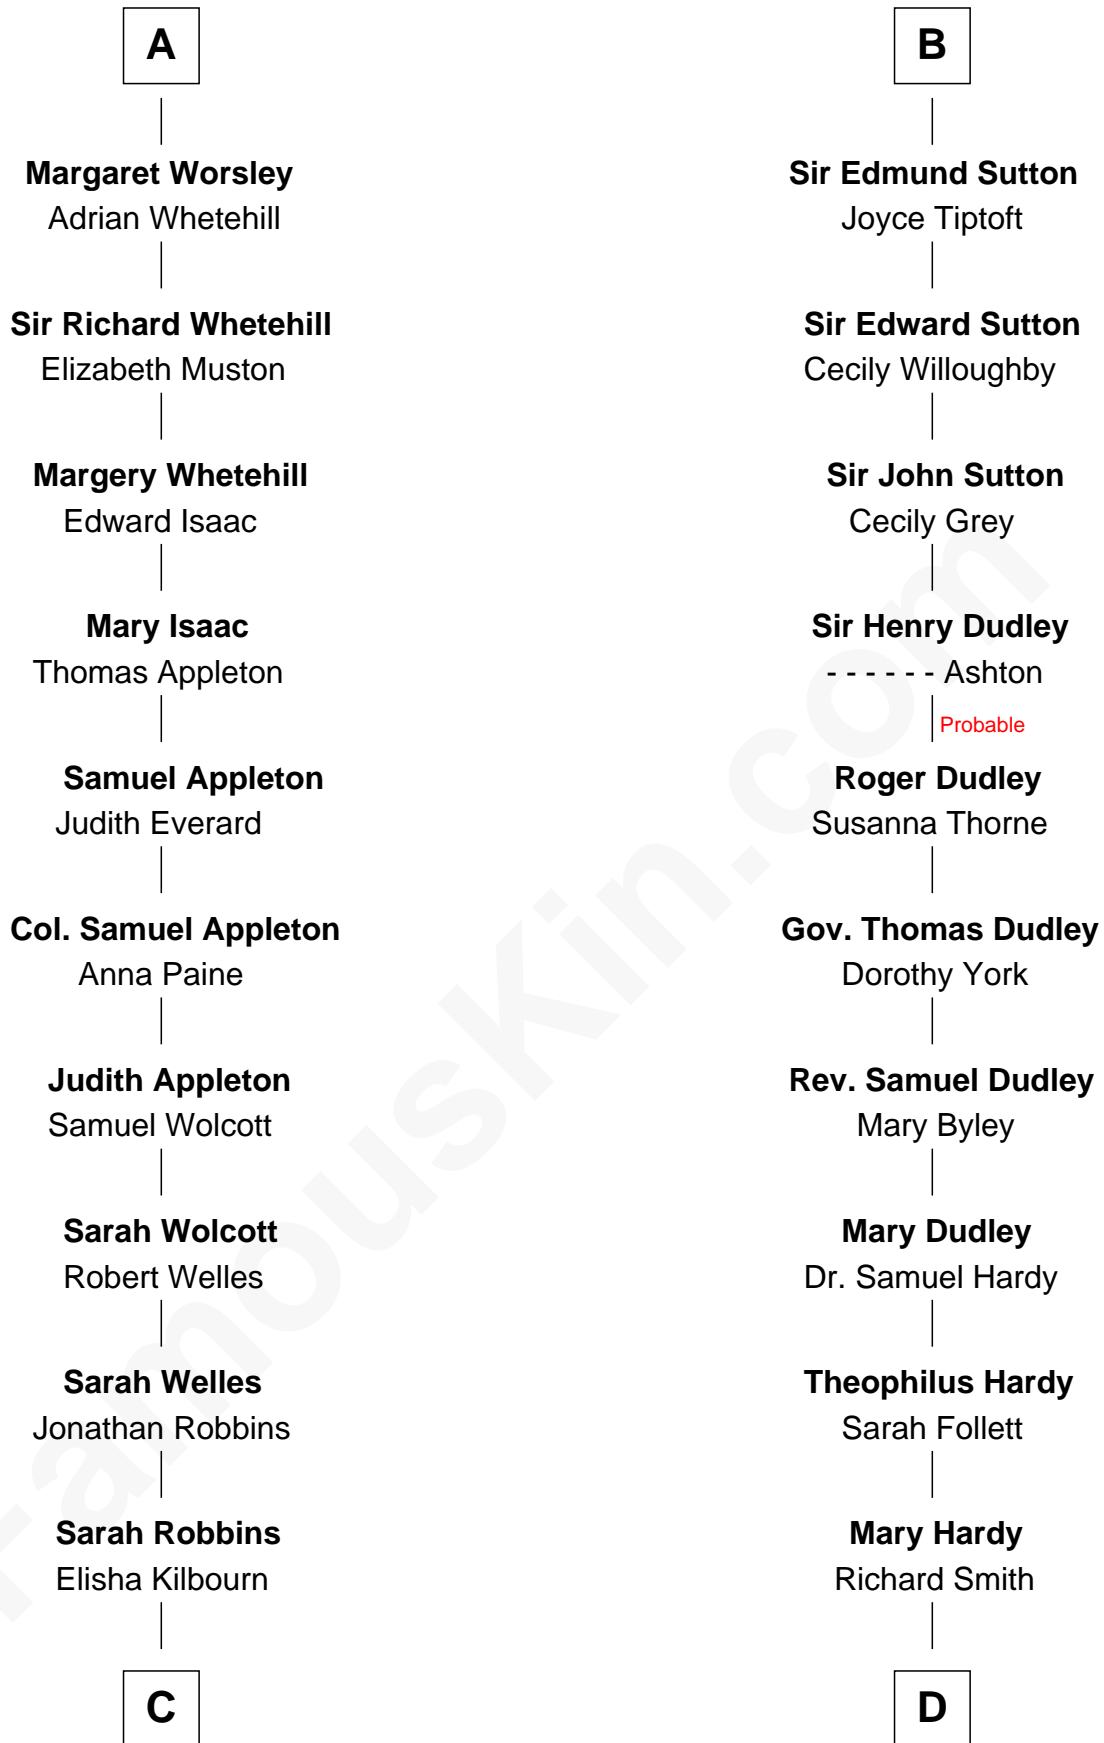 A
Margaret Worsley
Adrian Whetehill
Sir Richard Whetehill
Elizabeth Muston
Margery Whetehill
Edward Isaac
Mary Isaac
Thomas Appleton
Samuel Appleton
Judith Everard
Col. Samuel Appleton
Anna Paine
Judith Appleton
Samuel Wolcott
Sarah Wolcott
Robert Welles
Sarah Welles
Jonathan Robbins
Sarah Robbins
Elisha Kilbourn
C
B
Sir Edmund Sutton
Joyce Tiptoft
Sir Edward Sutton
Cecily Willoughby
Sir John Sutton
Cecily Grey
Sir Henry Dudley
- - - - - - Ashton
Probable
Roger Dudley
Susanna Thorne
Gov. Thomas Dudley
Dorothy York
Rev. Samuel Dudley
Mary Byley
Mary Dudley
Dr. Samuel Hardy
Theophilus Hardy
Sarah Follett
Mary Hardy
Richard Smith
D
FamousKin.com